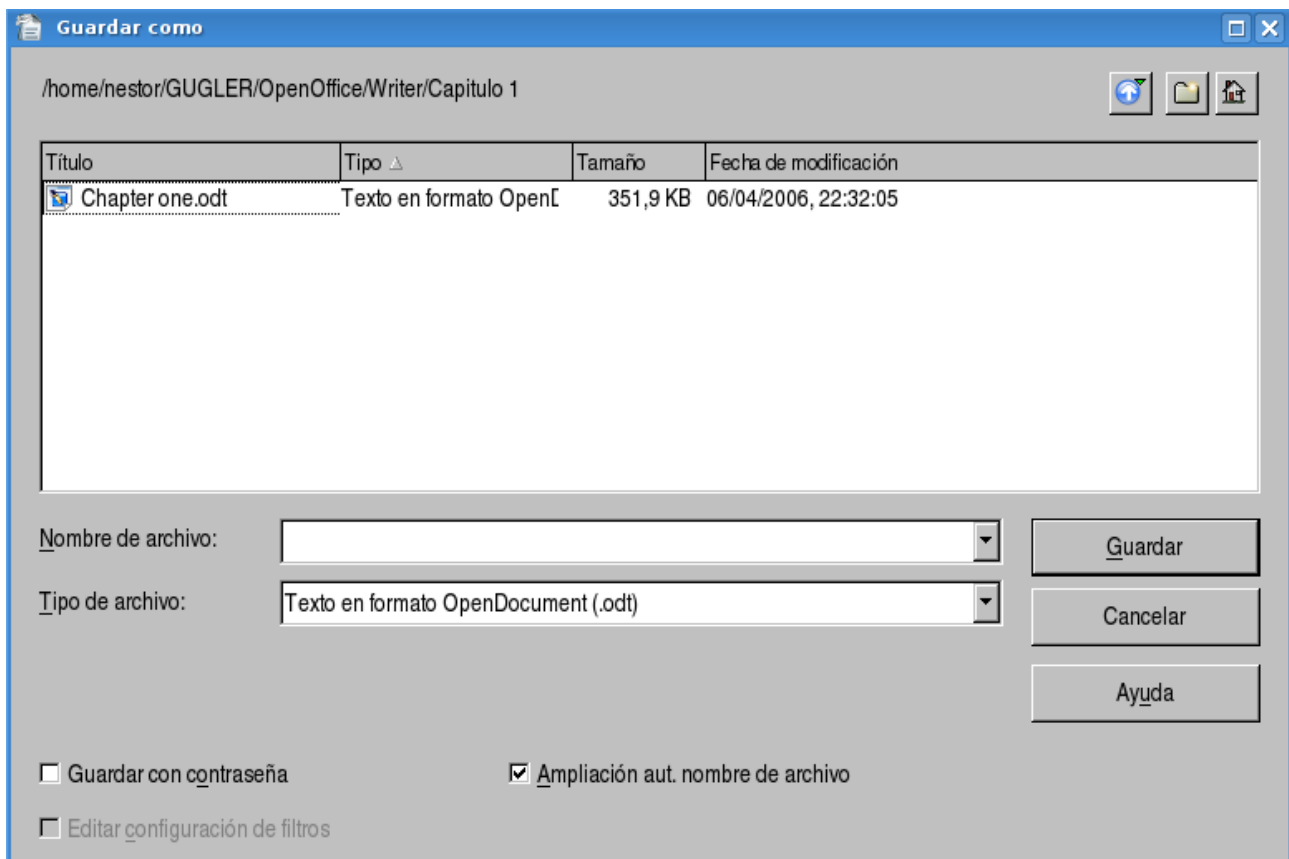 Guardar como
/home/nestor/GUGLER/OpenOffice/Writer/Capitulo 1
Título Tipo Tamaño Fecha de modificación
Chapter one.odt Texto en formato Open 351,9 KB 06/04/2006, 22:32:05
Nombre de archivo: Guardar
Tipo de archivo: Texto en formato OpenDocument (.odt) Cancelar
Ayuda
Guardar con contraseña Ampliación aut. nombre de archivo
Editar configuración de filtros